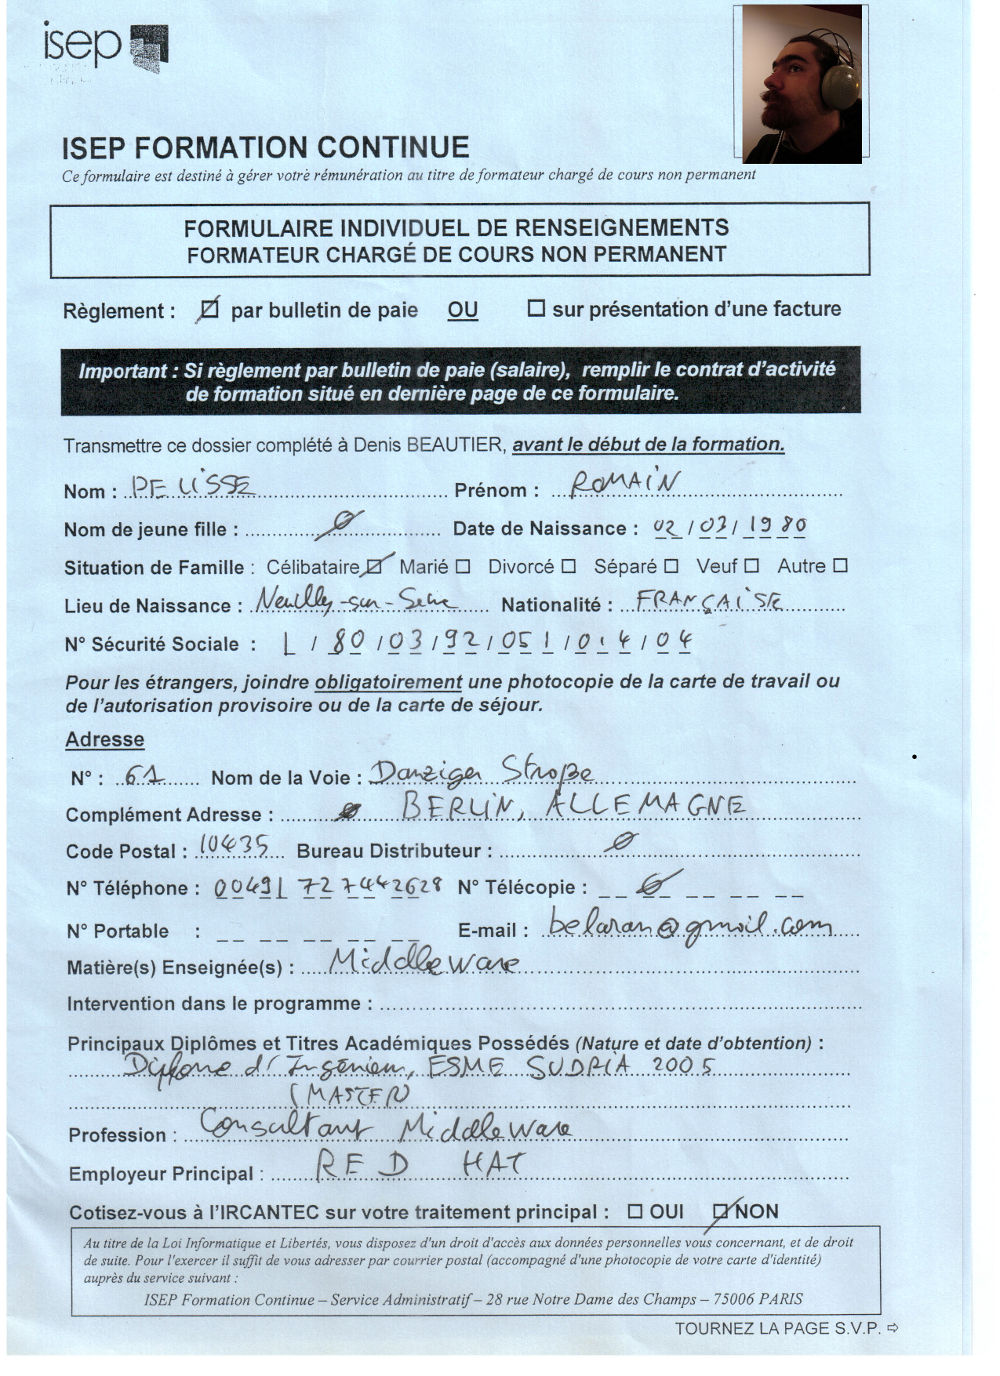 isep
ISEP FORMATION CONTINUE
Ce formulaire est destiné à gérer votre rémunération au titre de formateur chargé de cours non permanent
FORMULAIRE INDIVIDUEL DE RENSEIGNEMENTS
FORMATEUR CHARGÉ DE COURS NON PERMANENT
Règlement : ☑ par bulletin de paie OU ☐ sur présentation d'une facture
Important : Si règlement par bulletin de paie (salaire), remplir le contrat d'activité
de formation situé en dernière page de ce formulaire.
Transmettre ce dossier complété à Denis BEAUTIER, avant le début de la formation.
Nom : PELISSE Prénom : ROMAIN
Nom de jeune fille : ø Date de Naissance : 02 / 03 / 1980
Situation de Famille : Célibataire ☑ Marié ☐ Divorcé ☐ Séparé ☐ Veuf ☐ Autre ☐
Lieu de Naissance : Neuilly-sur-Seine Nationalité : FRANÇAISE
N° Sécurité Sociale : 1 / 80 / 03 / 92 / 051 / 014 / 04
Pour les étrangers, joindre obligatoirement une photocopie de la carte de travail ou
de l'autorisation provisoire ou de la carte de séjour.
Adresse
N° : 61 Nom de la Voie : Danziger Straße
Complément Adresse : BERLIN, ALLEMAGNE
Code Postal : 10435 Bureau Distributeur : ø
N° Téléphone : 00491 727442628 N° Télécopie : ø
N° Portable : E-mail : belaran@gmail.com
Matière(s) Enseignée(s) : MiddleWare
Intervention dans le programme :
Principaux Diplômes et Titres Académiques Possédés (Nature et date d'obtention) :
Diplome d'Ingénieur, ESME SUDRIA 2005
(MASTER)
Profession : Consultant MiddleWare
Employeur Principal : RED HAT
Cotisez-vous à l'IRCANTEC sur votre traitement principal : ☐ OUI ☑ NON
Au titre de la Loi Informatique et Libertés, vous disposez d'un droit d'accès aux données personnelles vous concernant, et de droit
de suite. Pour l'exercer il suffit de vous adresser par courrier postal (accompagné d'une photocopie de votre carte d'identité)
auprès du service suivant :
ISEP Formation Continue – Service Administratif – 28 rue Notre Dame des Champs – 75006 PARIS
TOURNEZ LA PAGE S.V.P. ⇨